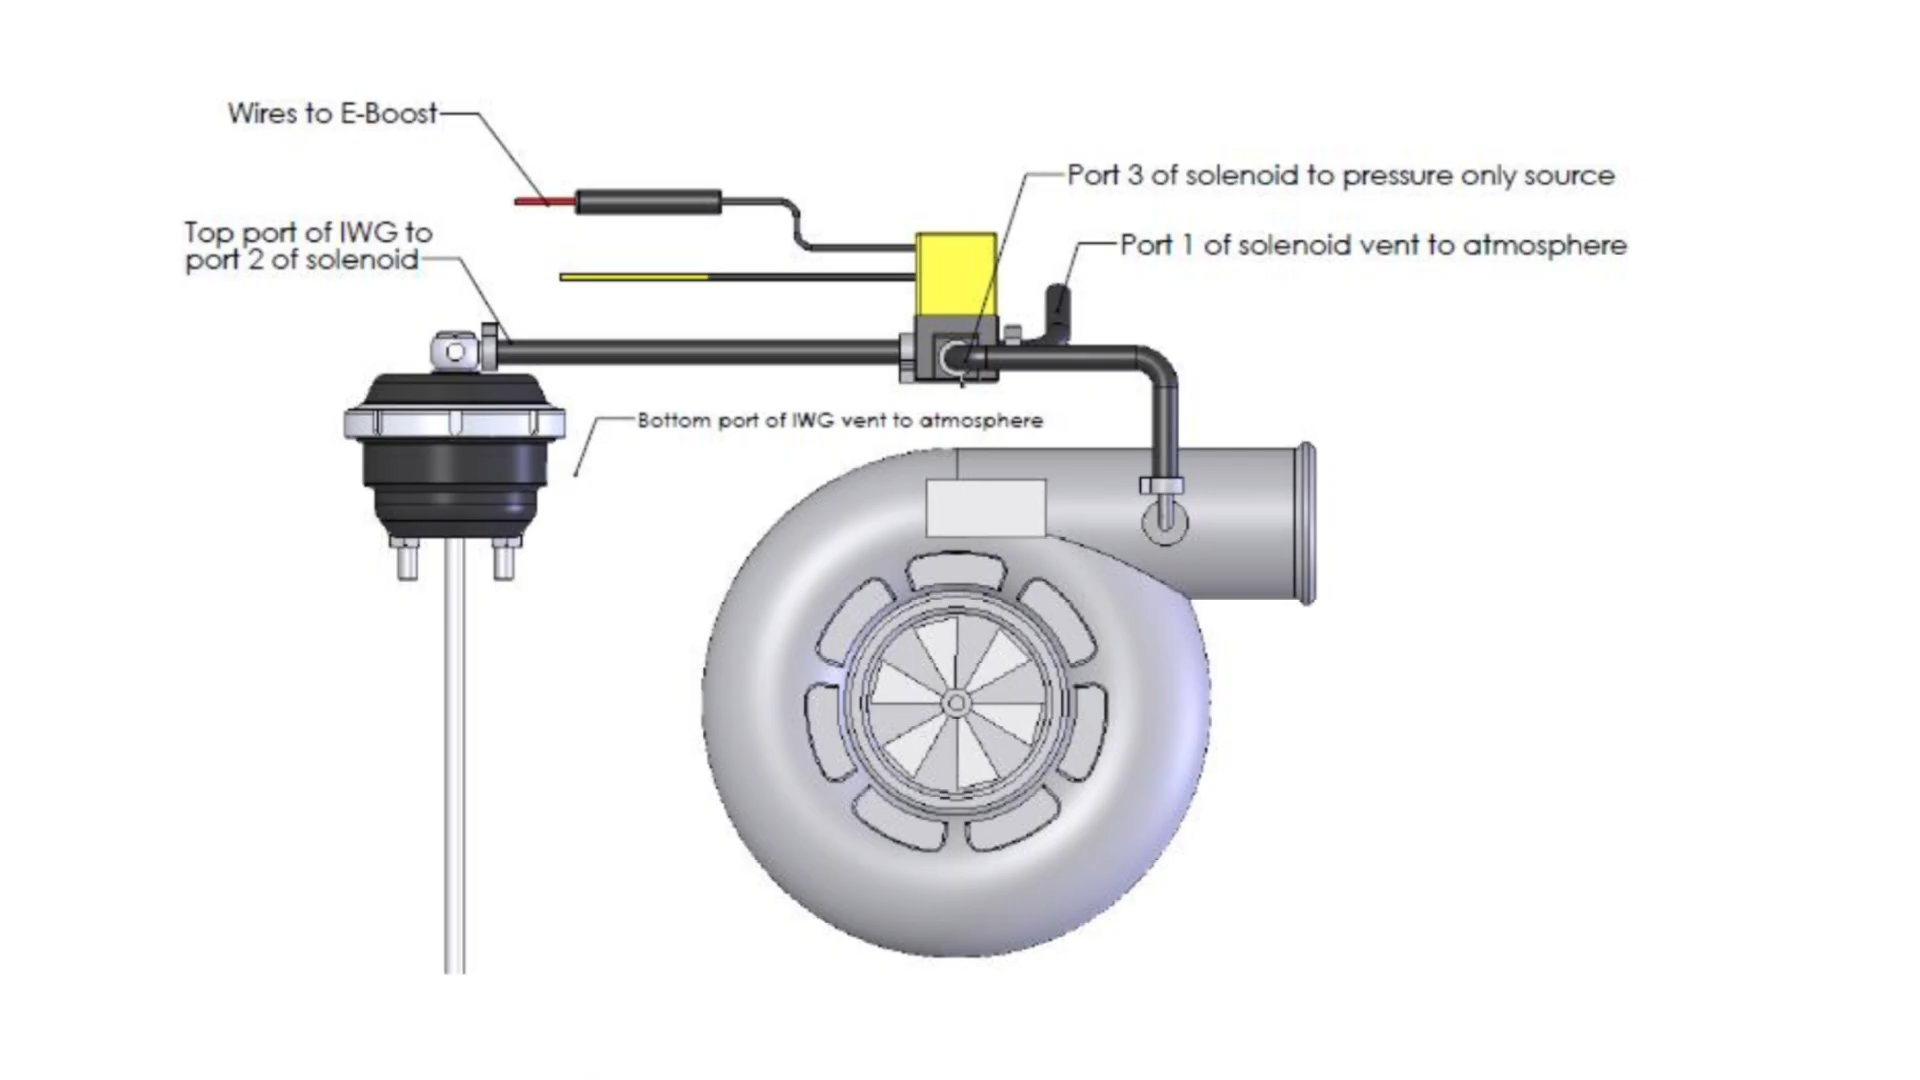 Wires to E-Boost
Port 3 of solenoid to pressure only source
Top port of IWG to
port 2 of solenoid
Port 1 of solenoid vent to atmosphere
Bottom port of IWG vent to atmosphere